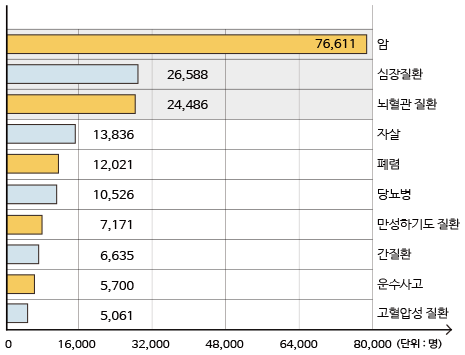 76,611 암
26,588 심장질환
24,486 뇌혈관 질환
13,836 자살
12,021 폐렴
10,526 당뇨병
7,171 만성하기도 질환
6,635 간질환
5,700 운수사고
5,061 고혈압성 질환
0 16,000 32,000 48,000 64,000 80,000 (단위 : 명)